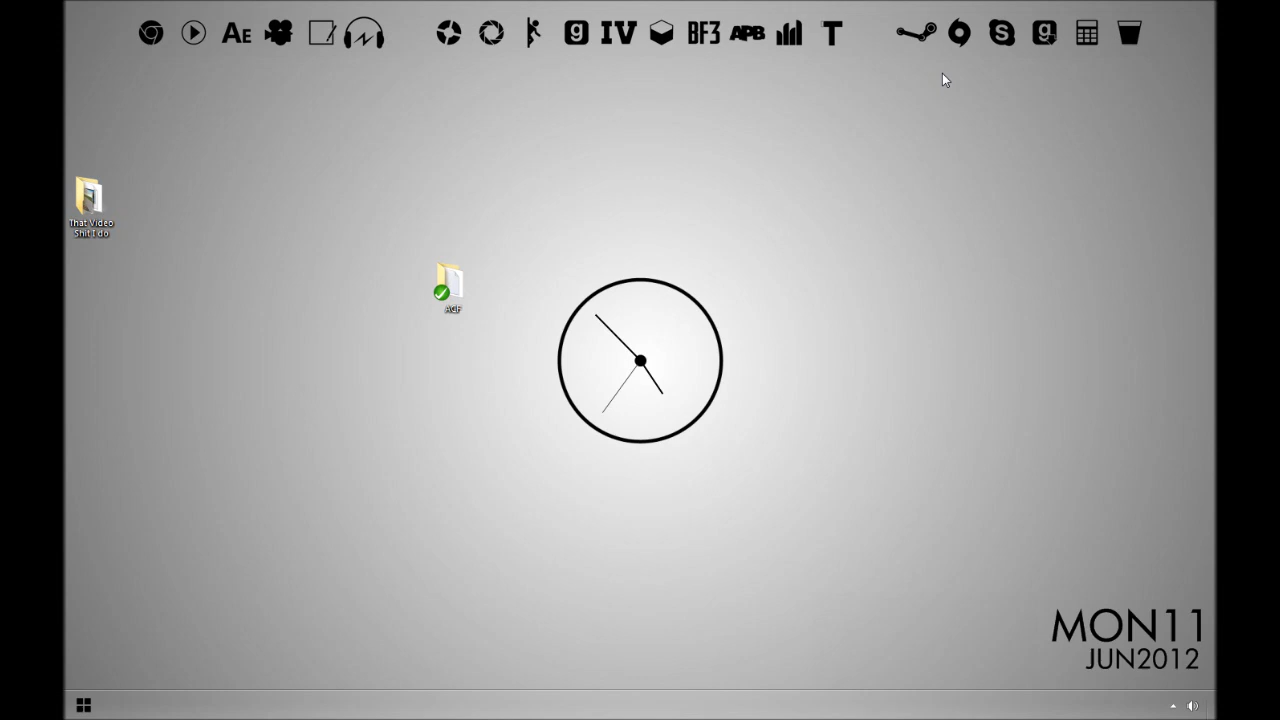 AE
g
IV
BF3
APB
T
S
g
That Video
Shit I do
AGF
MON11
JUN2012